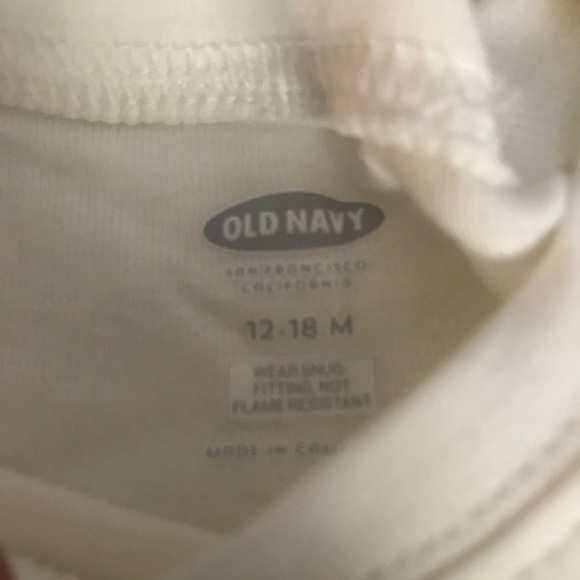 OLD NAVY
SAN FRANCISCO
CALIFORNIA
12-18 M
WEAR SNUG-
FITTING, NOT
FLAME RESISTANT
MADE IN